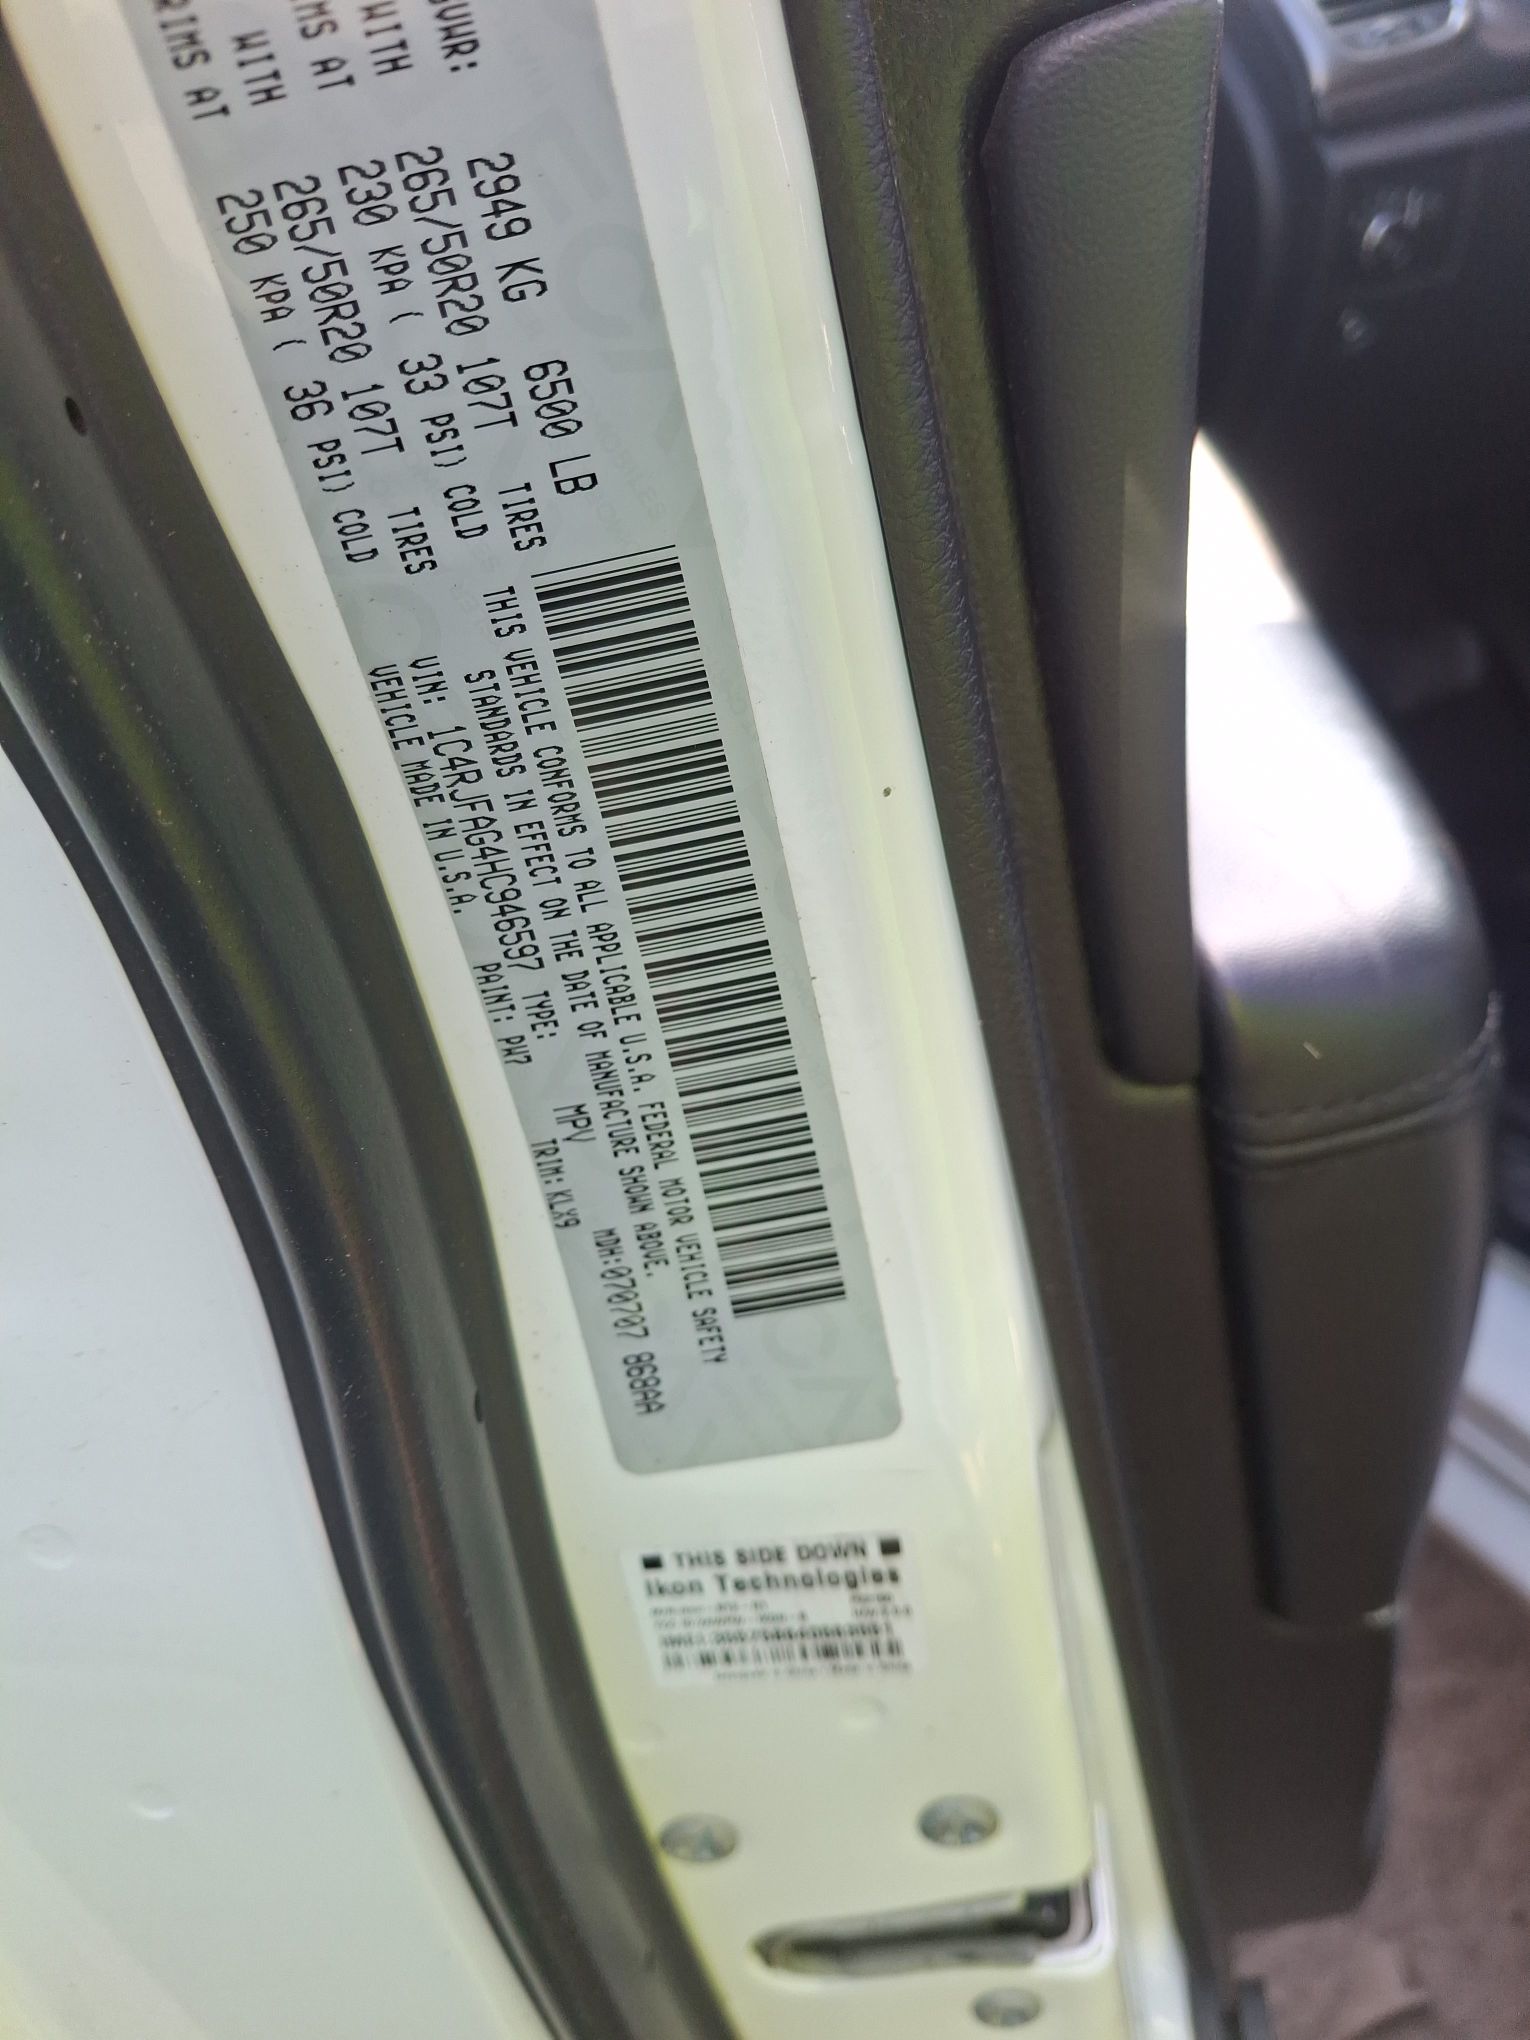 GVWR: 2949 KG 6500 LB
WITH 265/50R20 107T TIRES
RIMS AT 230 KPA ( 33 PSI) COLD
WITH 265/50R20 107T TIRES
RIMS AT 250 KPA ( 36 PSI) COLD
THIS VEHICLE CONFORMS TO ALL APPLICABLE U.S.A. FEDERAL MOTOR VEHICLE SAFETY
STANDARDS IN EFFECT ON THE DATE OF MANUFACTURE SHOWN ABOVE.
VIN: 1C4RJFAG4HC946597 TYPE: MPV MDH:070707 868AA
VEHICLE MADE IN U.S.A. PAINT: PW7 TRIM:KLX9
THIS SIDE DOWN
Ikon Technologies